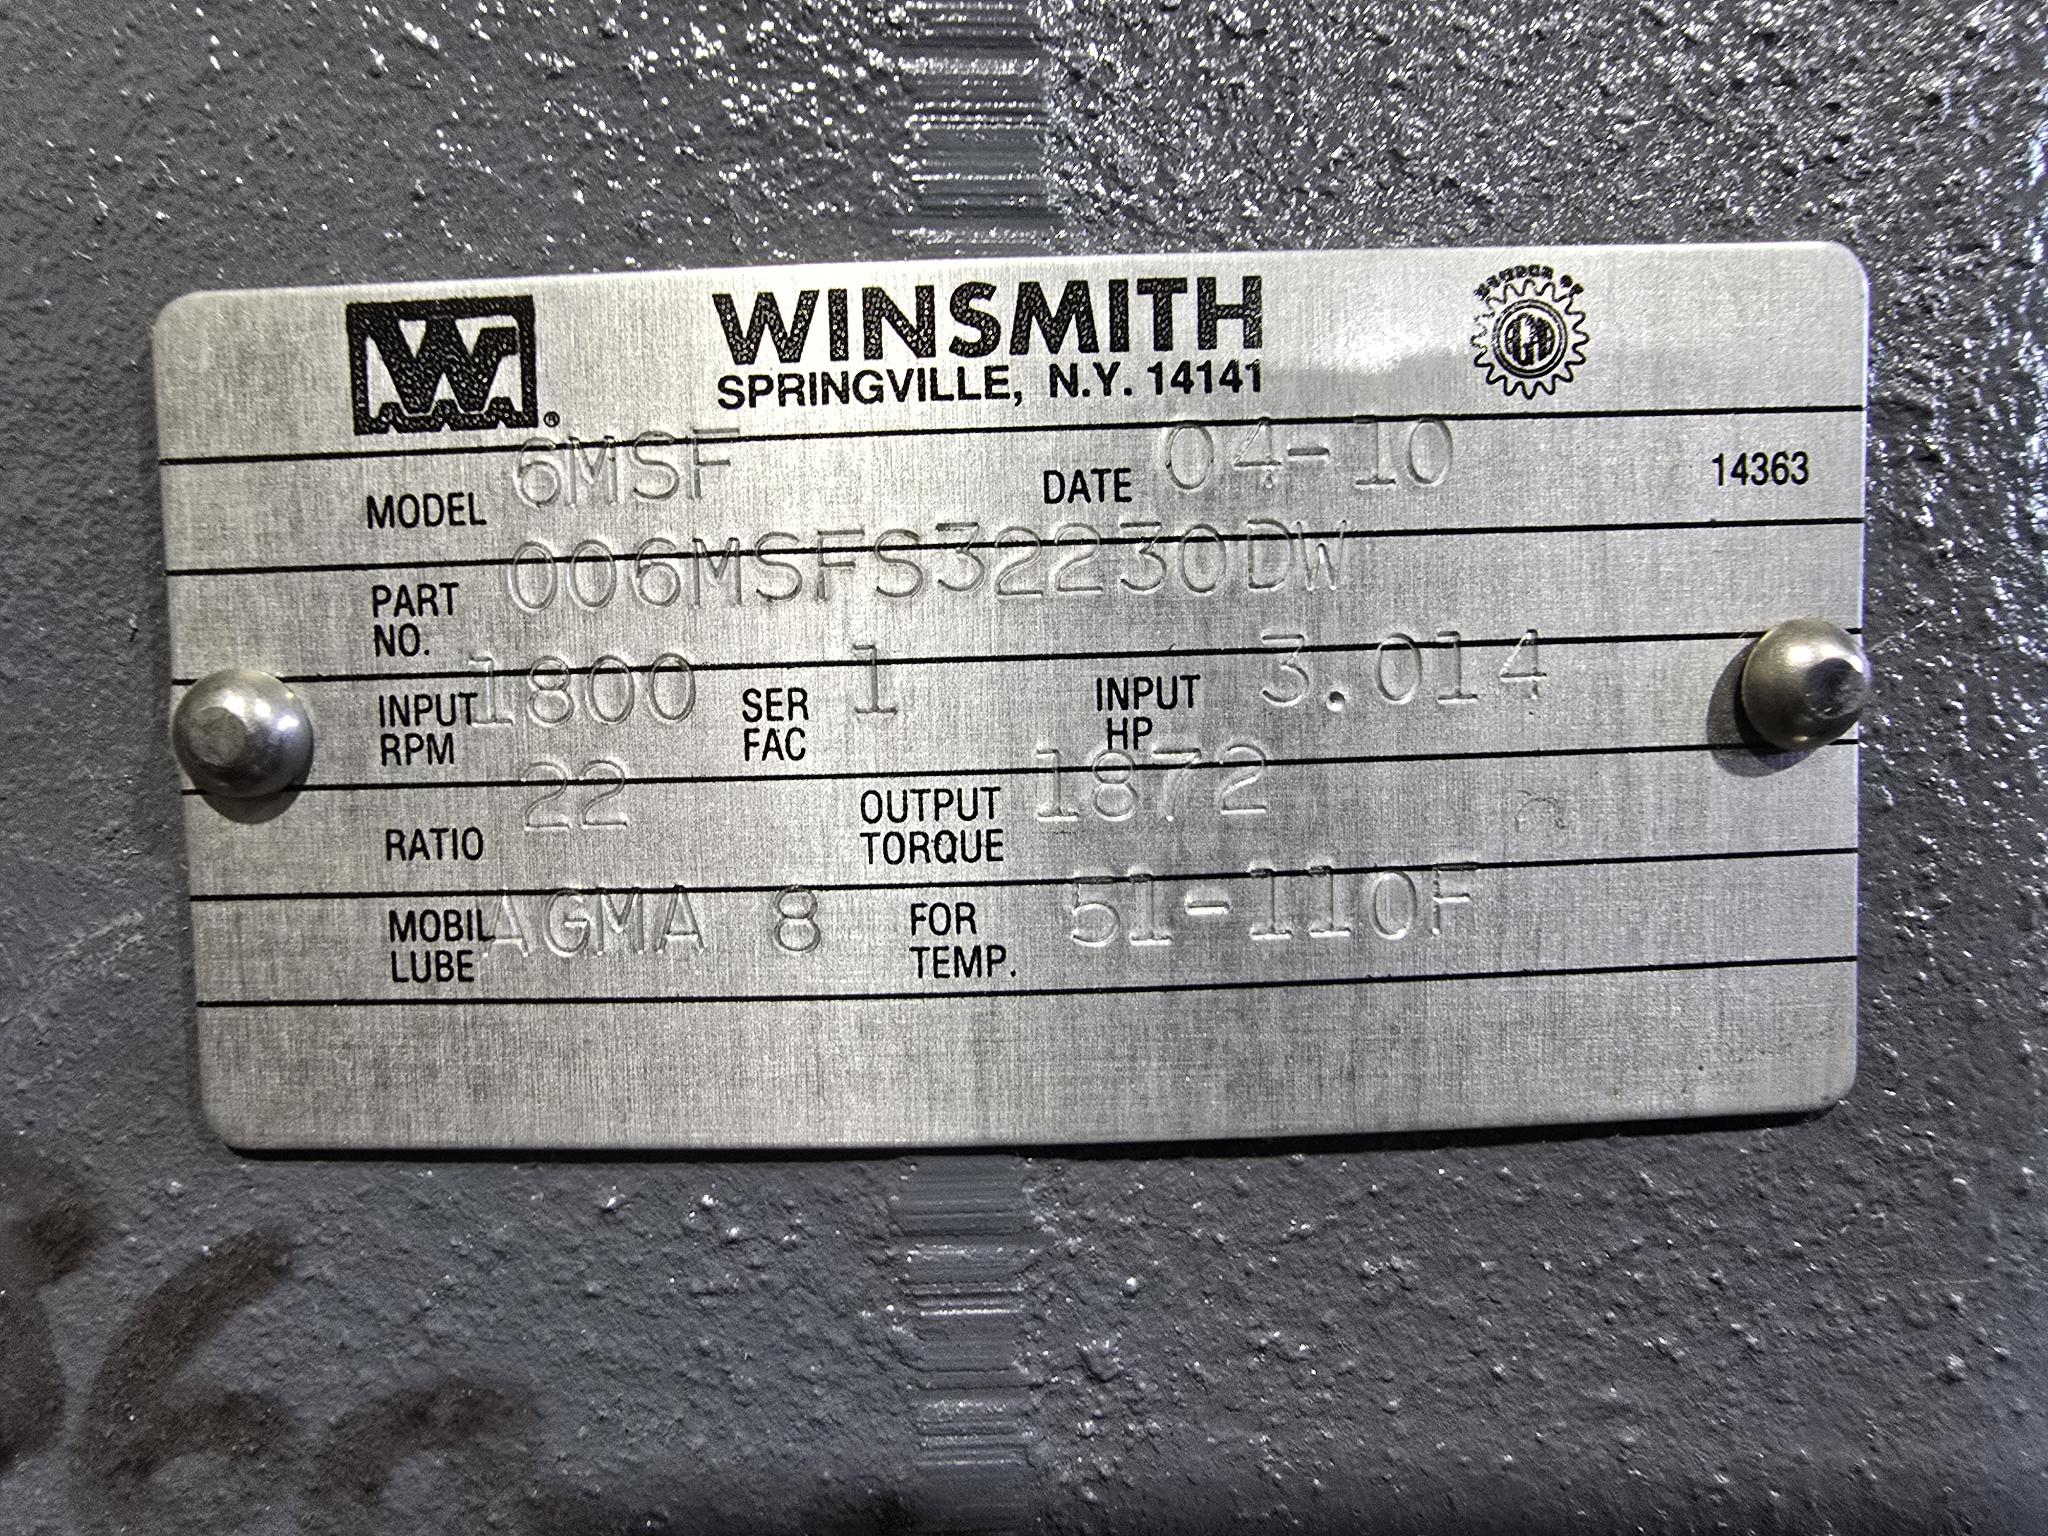 WINSMITH
SPRINGVILLE, N.Y. 14141
MODEL 6MSF DATE 04-10 14363
PART NO. 006MSFS32230DW
INPUT RPM 1800 SER FAC 1 INPUT HP 3.014
RATIO 22 OUTPUT TORQUE 1872
MOBIL LUBE AGMA 8 FOR TEMP. 51-110F